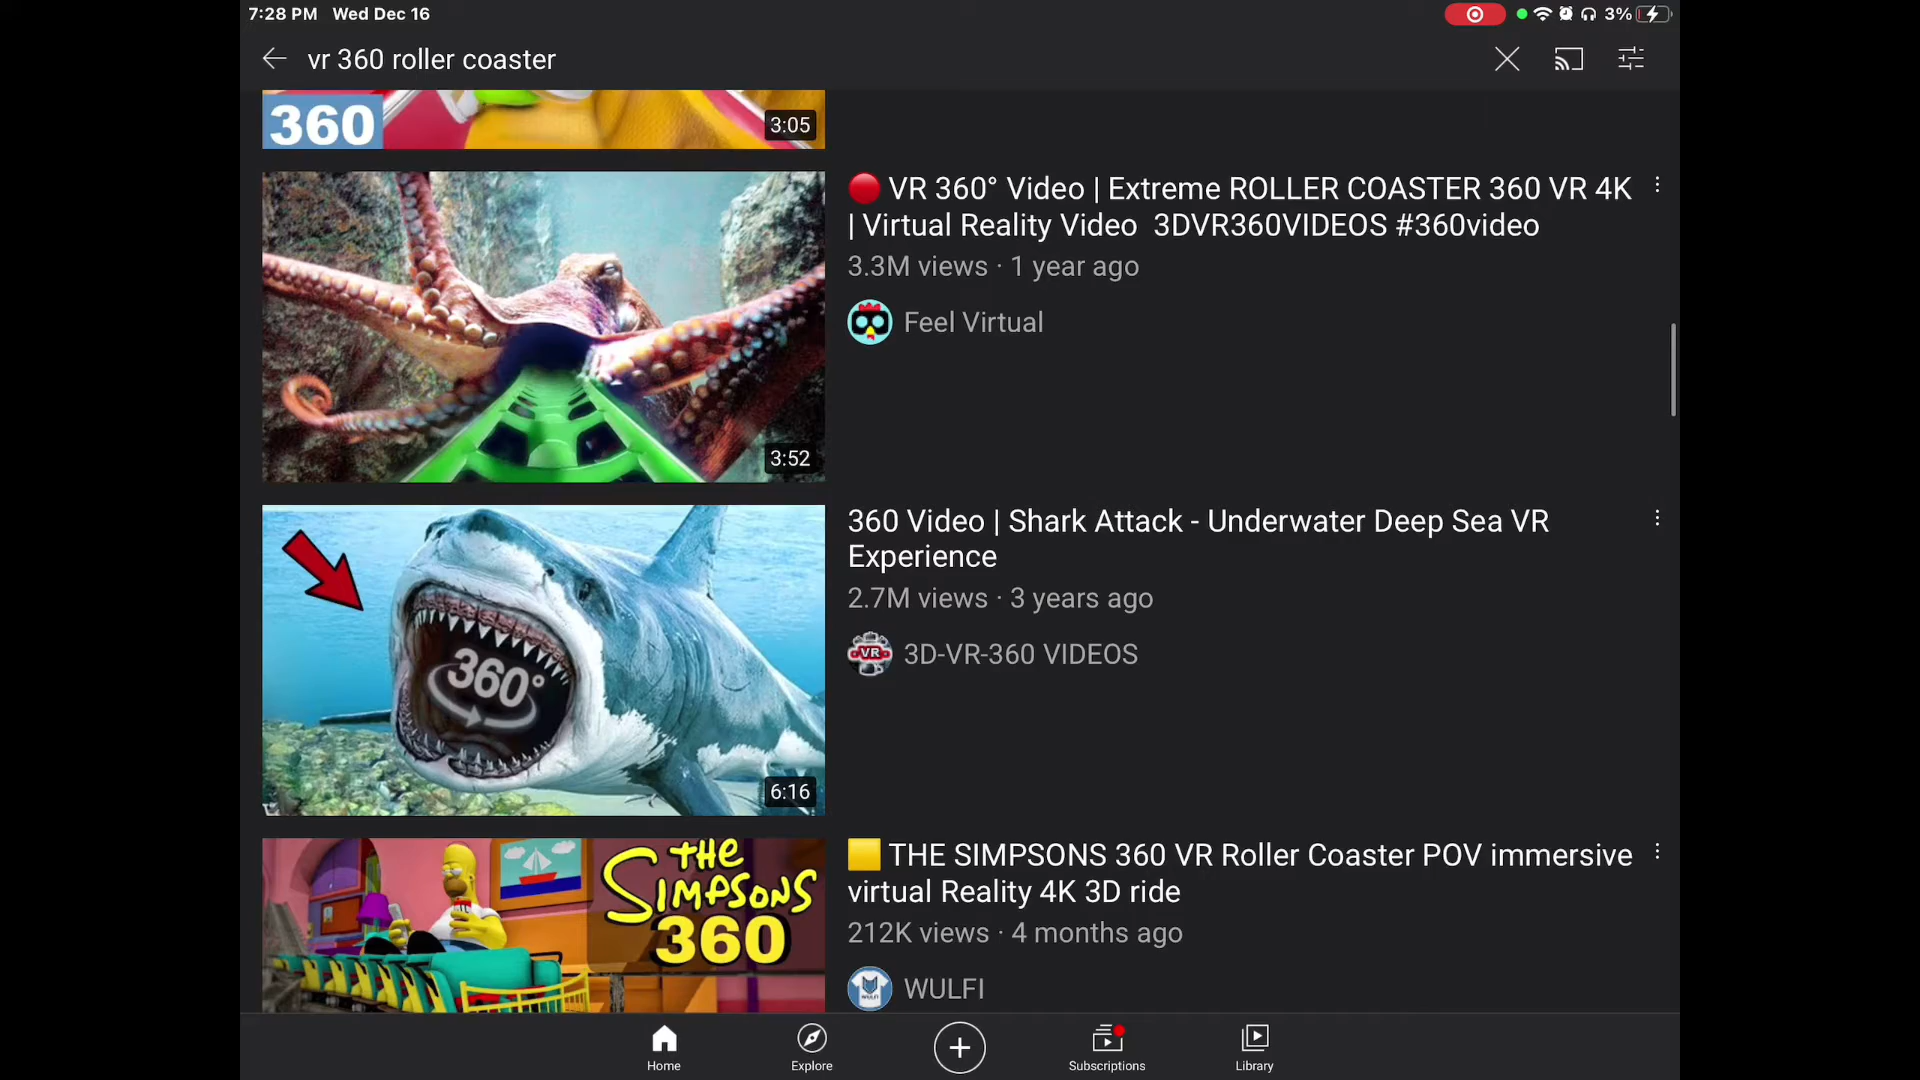 7:28 PM Wed Dec 16
3%
vr 360 roller coaster
360
3:05
VR 360° Video | Extreme ROLLER COASTER 360 VR 4K
| Virtual Reality Video 3DVR360VIDEOS #360video
3.3M views · 1 year ago
Feel Virtual
3:52
360 Video | Shark Attack - Underwater Deep Sea VR
Experience
2.7M views · 3 years ago
VR
3D-VR-360 VIDEOS
360°
6:16
THE SIMPSONS 360 VR Roller Coaster POV immersive
virtual Reality 4K 3D ride
212K views · 4 months ago
WULFI
WULFI
THE
SIMPSONS
360
Home
Explore
Subscriptions
Library